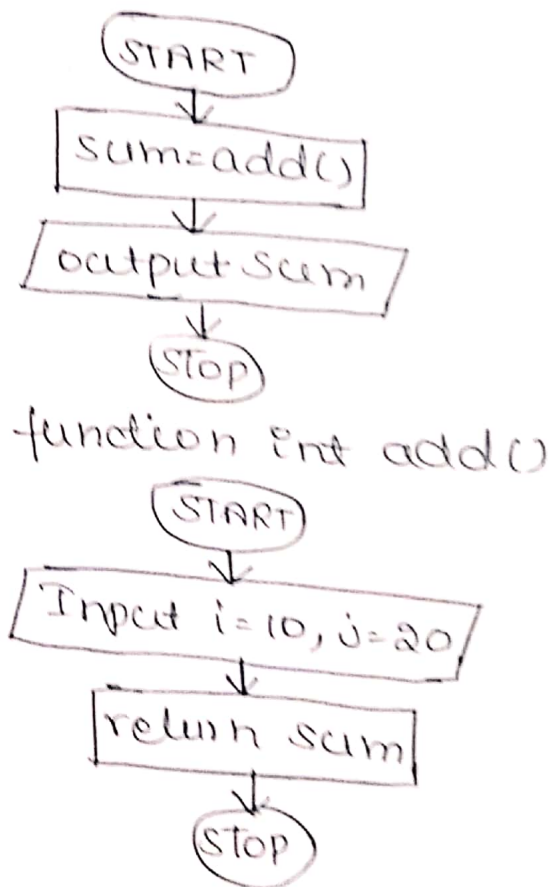 START
sum=add()
output sum
STOP
function int add()
START
Input i=10, j=20
return sum
STOP